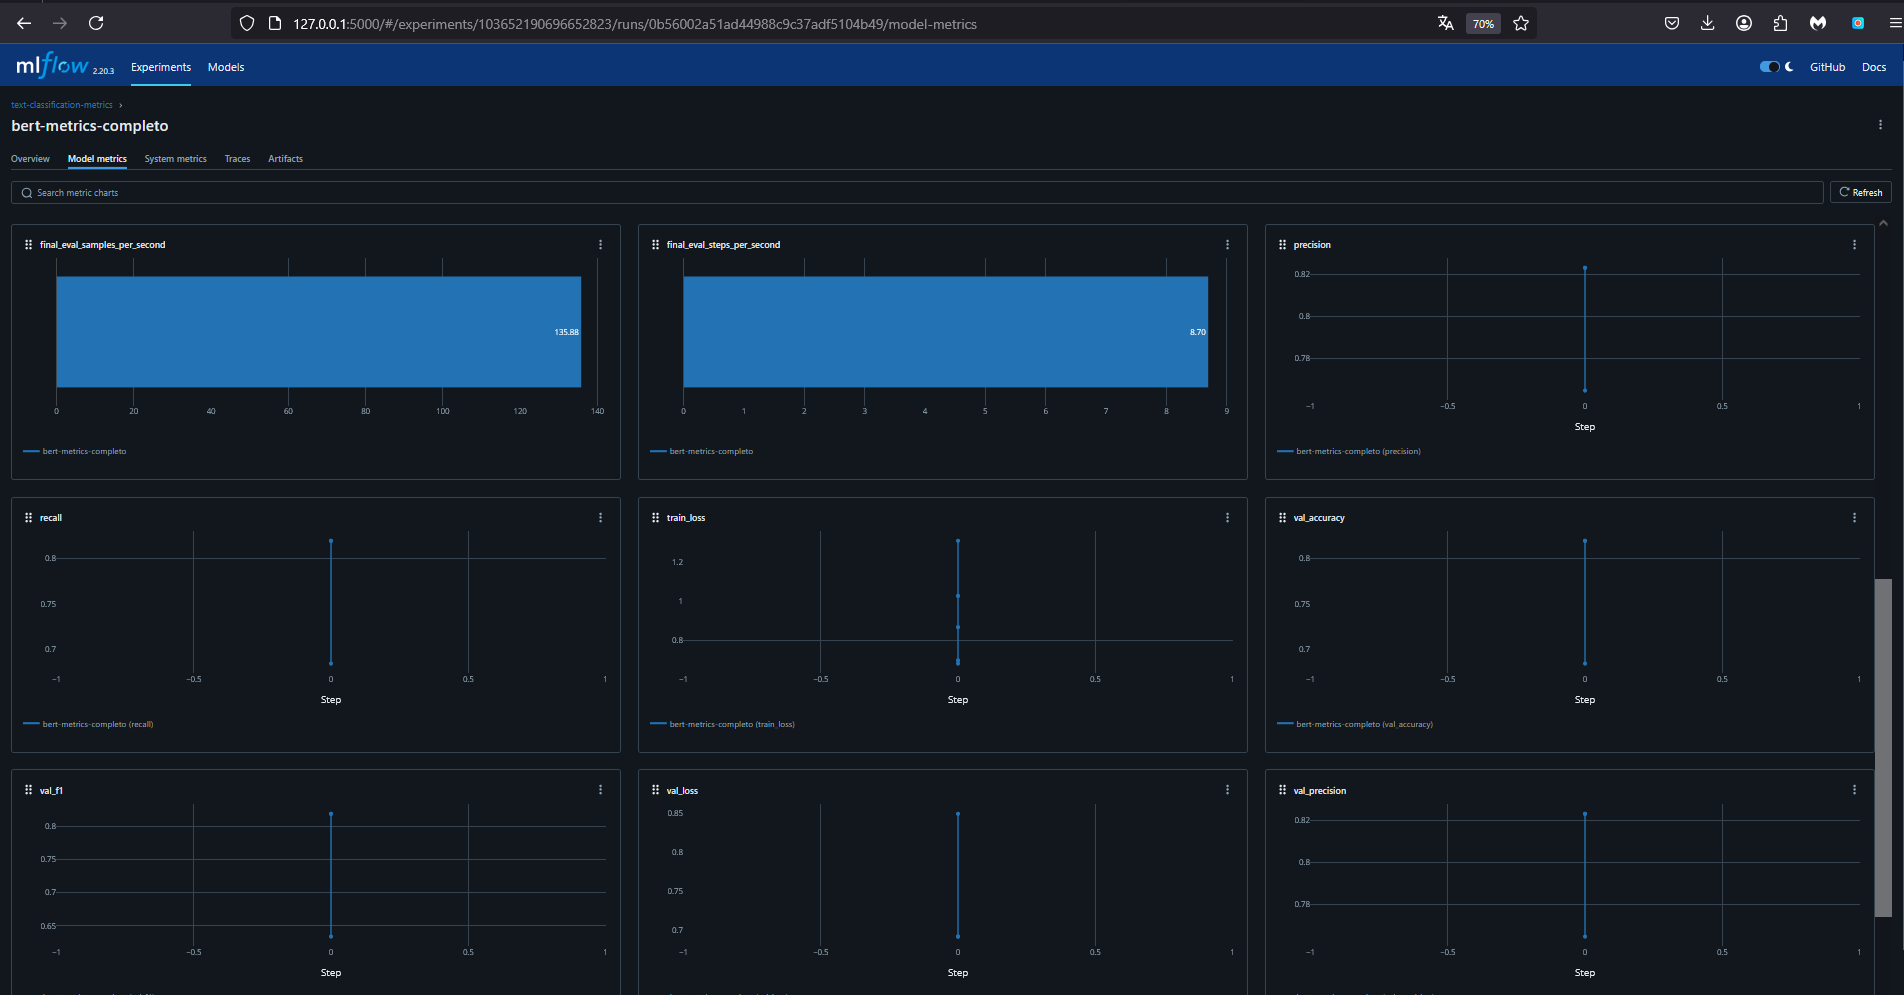 127.0.0.1:5000/#/experiments/103652190696652823/runs/0b56002a51ad44988c9c37adf5104b49/model-metrics
70%
mlflow 2.20.3 Experiments Models GitHub Docs
text-classification-metrics ›
bert-metrics-completo
Overview Model metrics System metrics Traces Artifacts
Search metric charts Refresh
final_eval_samples_per_second
135.88
0 20 40 60 80 100 120 140
bert-metrics-completo
final_eval_steps_per_second
8.70
0 1 2 3 4 5 6 7 8 9
bert-metrics-completo
precision
0.82
0.8
0.78
−1 −0.5 0 0.5 1
Step
bert-metrics-completo (precision)
recall
0.8
0.75
0.7
−1 −0.5 0 0.5 1
Step
bert-metrics-completo (recall)
train_loss
1.2
1
0.8
−1 −0.5 0 0.5 1
Step
bert-metrics-completo (train_loss)
val_accuracy
0.8
0.75
0.7
−1 −0.5 0 0.5 1
Step
bert-metrics-completo (val_accuracy)
val_f1
0.8
0.75
0.7
0.65
−1 −0.5 0 0.5 1
Step
val_loss
0.85
0.8
0.75
0.7
−1 −0.5 0 0.5 1
Step
val_precision
0.82
0.8
0.78
−1 −0.5 0 0.5 1
Step